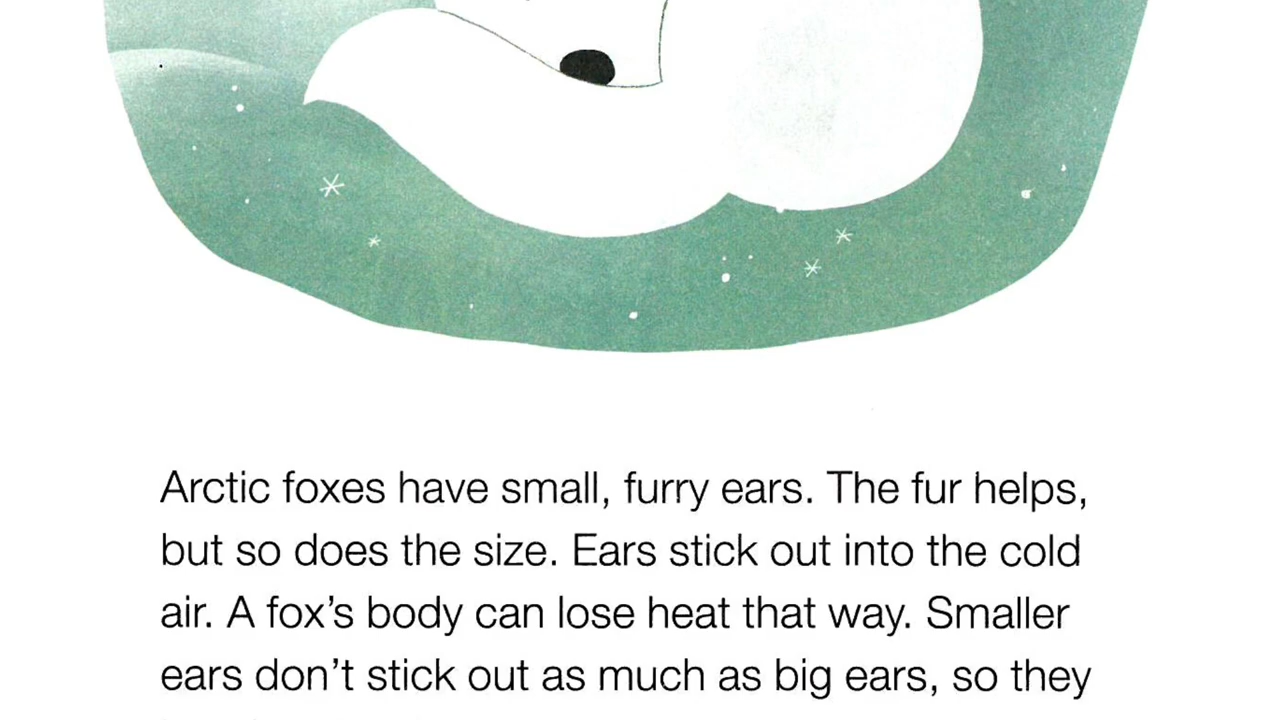 Arctic foxes have small, furry ears. The fur helps,
but so does the size. Ears stick out into the cold
air. A fox’s body can lose heat that way. Smaller
ears don’t stick out as much as big ears, so they